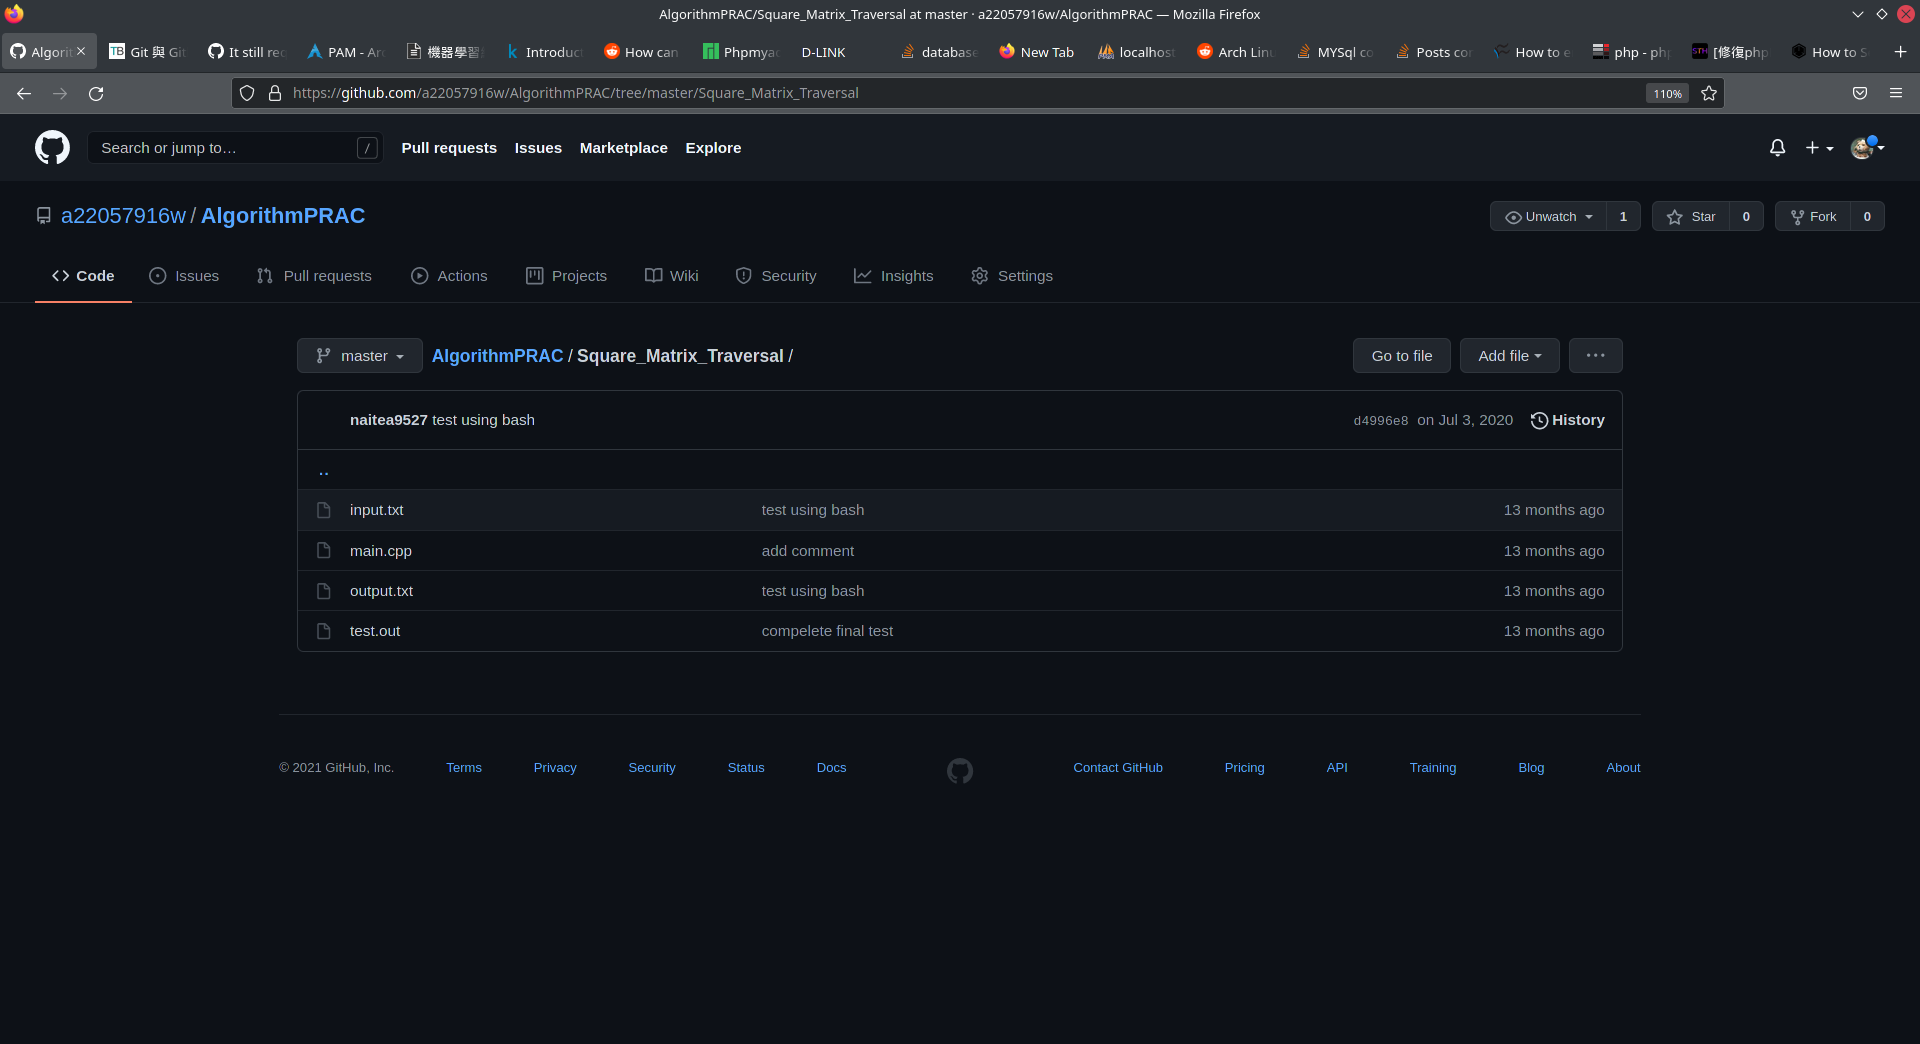 AlgorithmPRAC/Square_Matrix_Traversal at master · a22057916w/AlgorithmPRAC — Mozilla Firefox
Algorit
Git 與 Git
It still req
PAM - Arc
機器學習
Introduct
How can
Phpmyad
D-LINK
database
New Tab
localhost
Arch Linu
MYSql co
Posts con
How to e
php - php
[修復php
How to S
https://github.com/a22057916w/AlgorithmPRAC/tree/master/Square_Matrix_Traversal
110%
Search or jump to…
/
Pull requests
Issues
Marketplace
Explore
a22057916w / AlgorithmPRAC
Unwatch 1
Star 0
Fork 0
Code
Issues
Pull requests
Actions
Projects
Wiki
Security
Insights
Settings
master
AlgorithmPRAC / Square_Matrix_Traversal /
Go to file
Add file
naitea9527 test using bash
d4996e8 on Jul 3, 2020
History
..
input.txt test using bash 13 months ago
main.cpp add comment 13 months ago
output.txt test using bash 13 months ago
test.out compelete final test 13 months ago
© 2021 GitHub, Inc.
Terms
Privacy
Security
Status
Docs
Contact GitHub
Pricing
API
Training
Blog
About